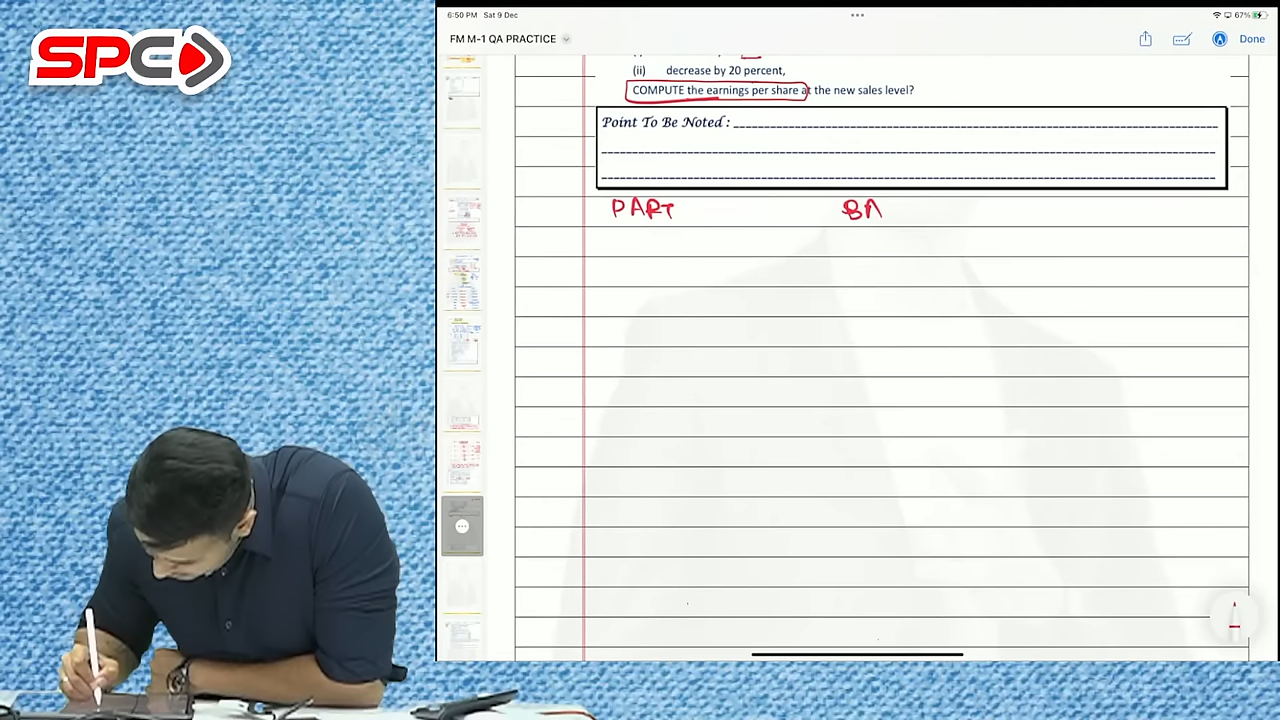 SPC
6:50 PM Sat 9 Dec
67%
FM M-1 QA PRACTICE
Done
(ii) decrease by 20 percent,
COMPUTE the earnings per share at the new sales level?
Point To Be Noted :
PART BA